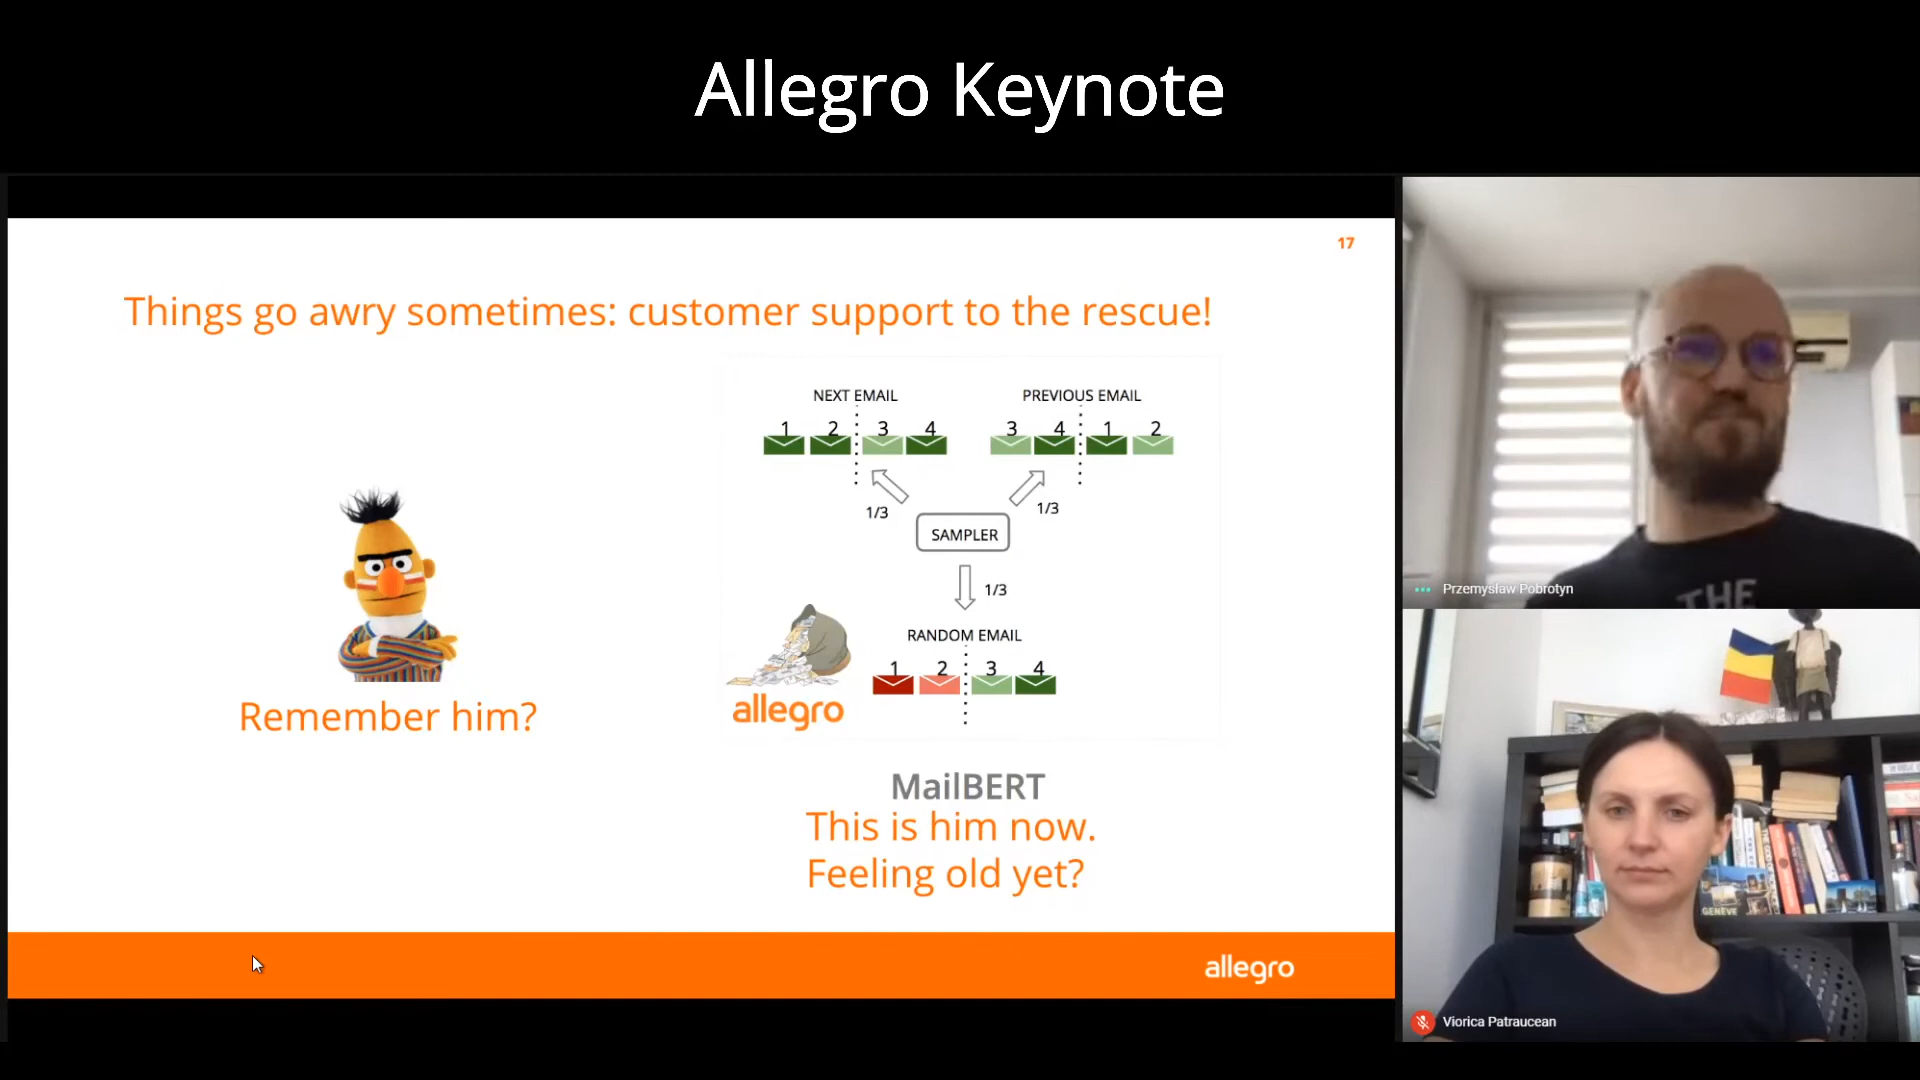 Allegro Keynote
17
Things go awry sometimes: customer support to the rescue!
NEXT EMAIL
1 2 3 4
PREVIOUS EMAIL
3 4 1 2
1/3
1/3
SAMPLER
1/3
RANDOM EMAIL
1 2 3 4
allegro
Remember him?
MailBERT
This is him now.
Feeling old yet?
allegro
THE
Przemysław Pobrotyn
GENEVE
Viorica Patraucean